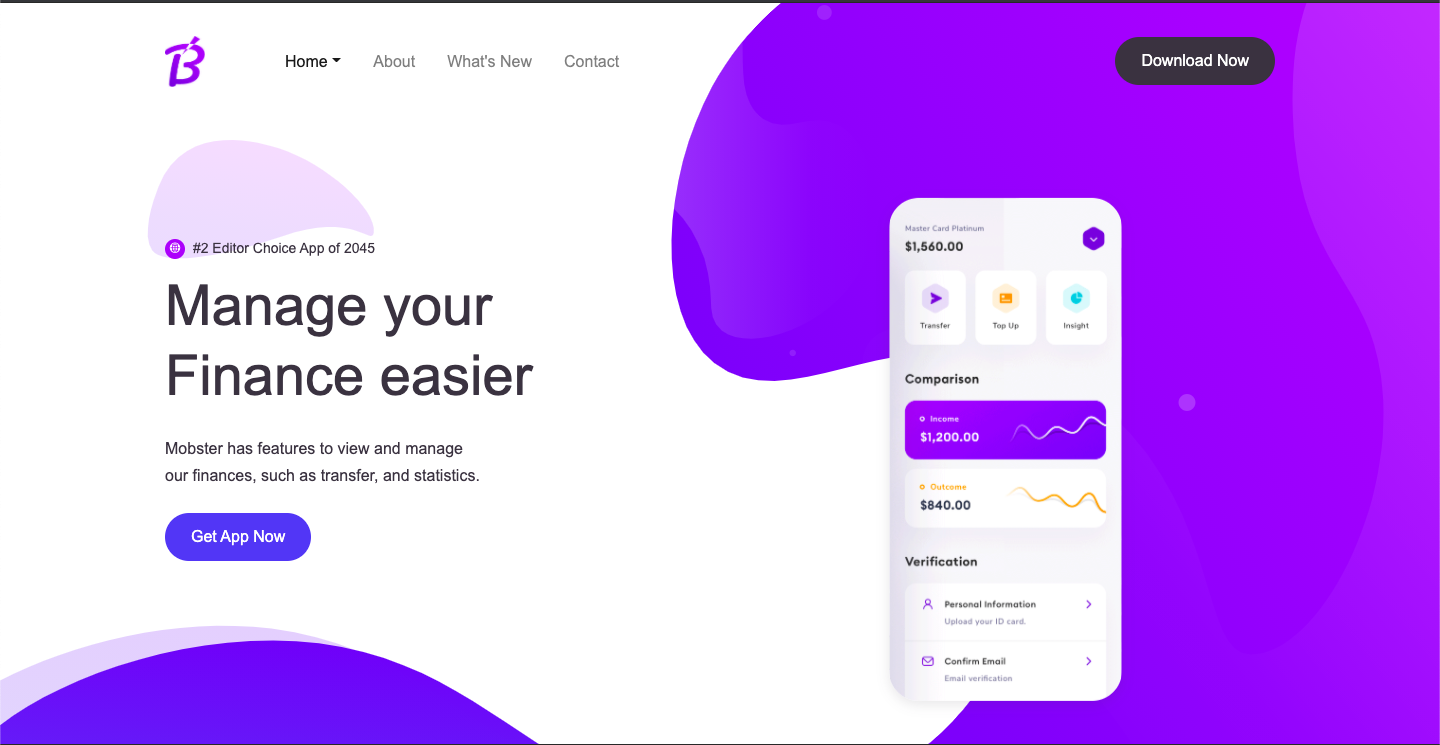 B
Home
About
What's New
Contact
Download Now
#2 Editor Choice App of 2045
Manage your
Finance easier
Mobster has features to view and manage
our finances, such as transfer, and statistics.
Get App Now
Master Card Platinum
$1,560.00
Transfer
Top Up
Insight
Comparison
Income
$1,200.00
Outcome
$840.00
Verification
Personal Information
Upload your ID card.
Confirm Email
Email verification